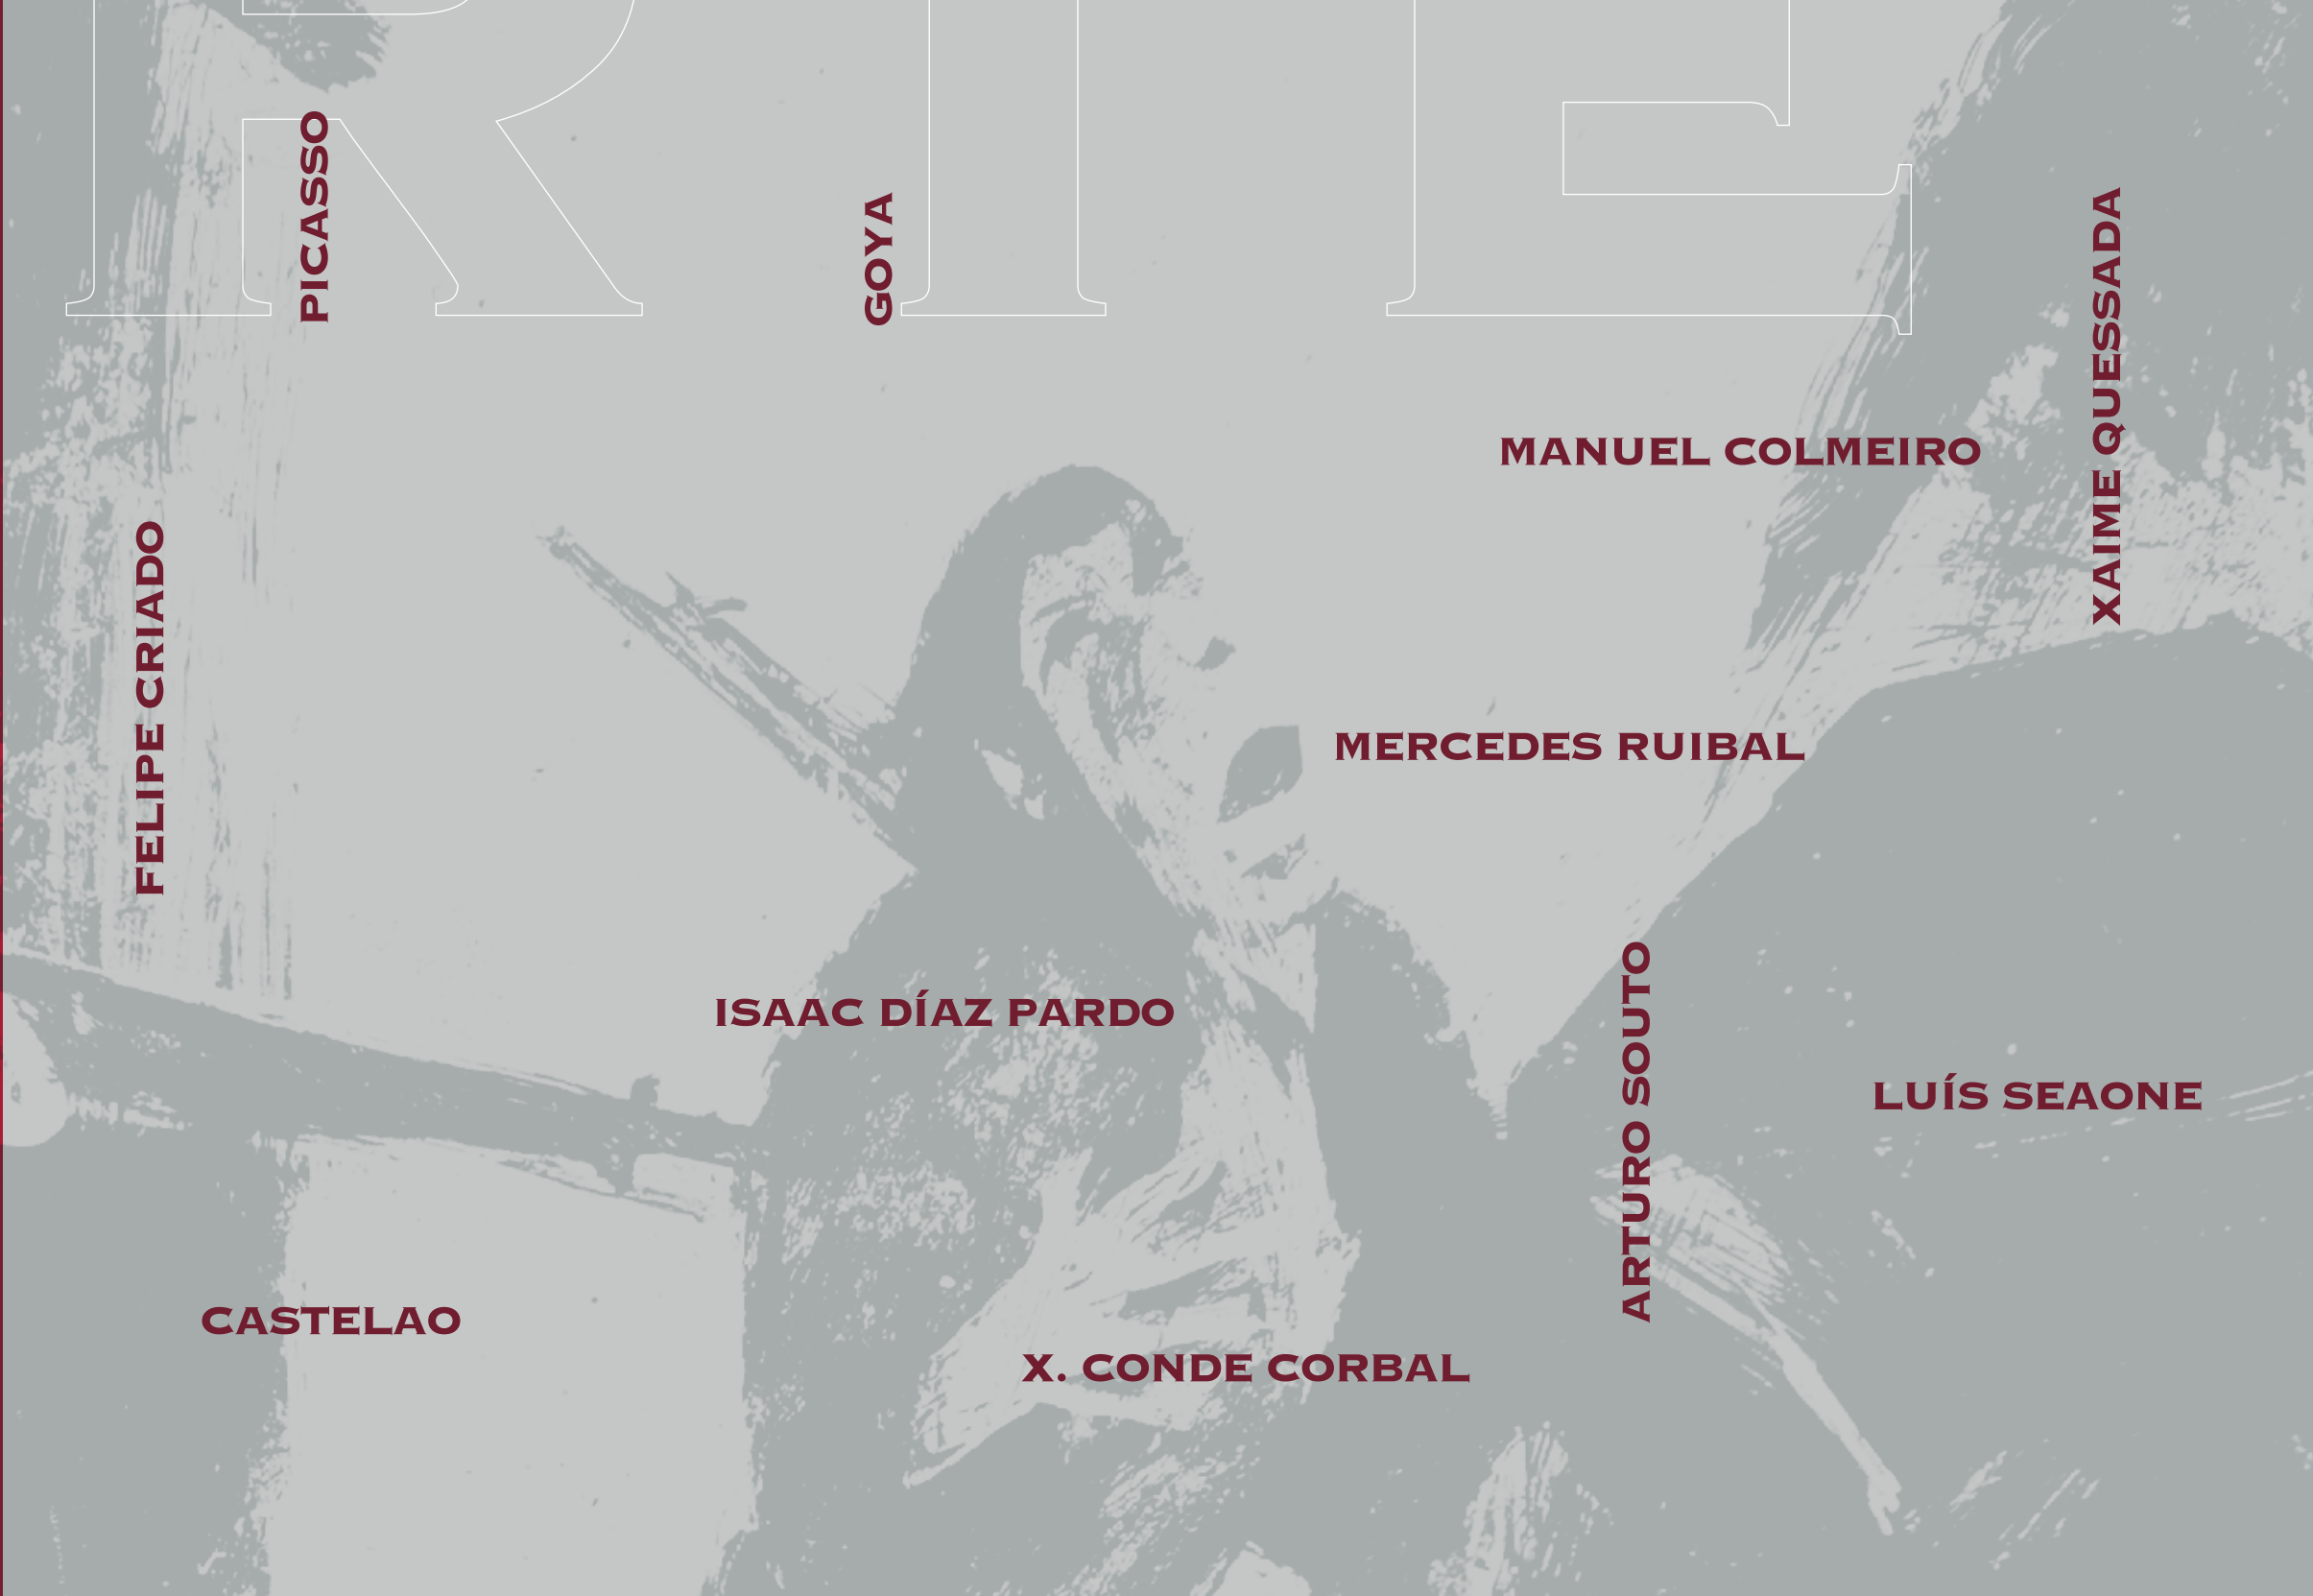 RTE
PICASSO
GOYA
XAIME QUESSADA
MANUEL COLMEIRO
FELIPE CRIADO
MERCEDES RUIBAL
ISAAC DÍAZ PARDO
ARTURO SOUTO
LUÍS SEAONE
CASTELAO
X. CONDE CORBAL